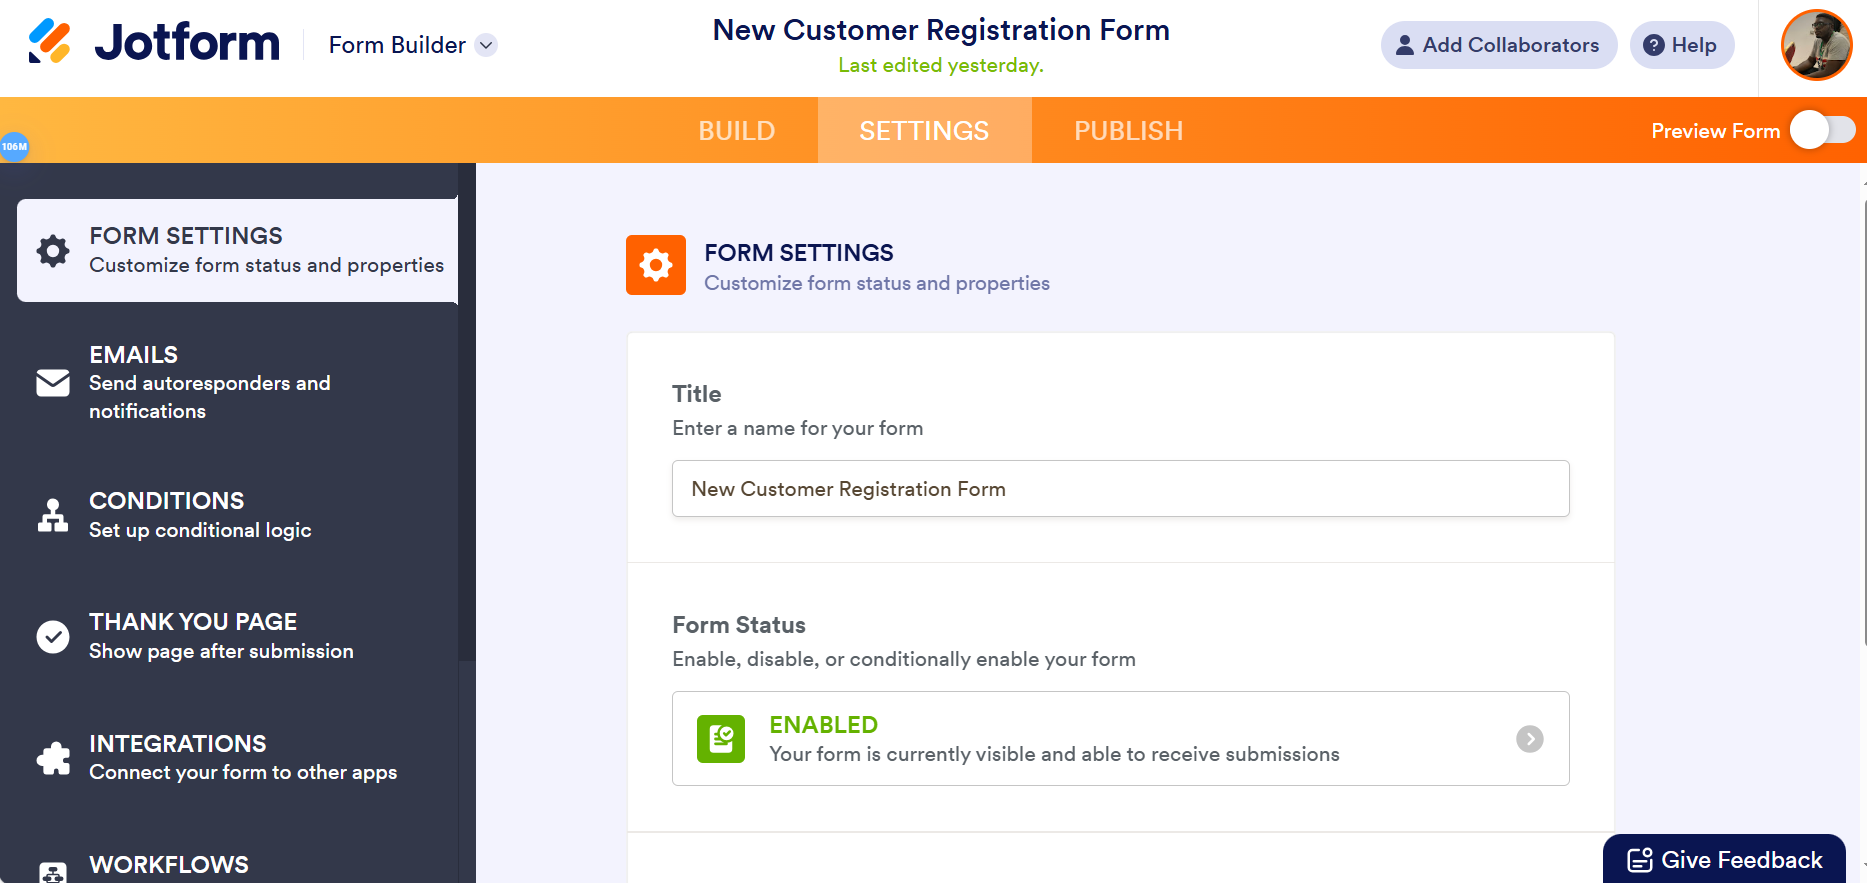 Jotform
Form Builder
New Customer Registration Form
Last edited yesterday.
Add Collaborators
Help
BUILD
SETTINGS
PUBLISH
Preview Form
106M
FORM SETTINGS
Customize form status and properties
EMAILS
Send autoresponders and
notifications
CONDITIONS
Set up conditional logic
THANK YOU PAGE
Show page after submission
INTEGRATIONS
Connect your form to other apps
WORKFLOWS
FORM SETTINGS
Customize form status and properties
Title
Enter a name for your form
New Customer Registration Form
Form Status
Enable, disable, or conditionally enable your form
ENABLED
Your form is currently visible and able to receive submissions
Give Feedback